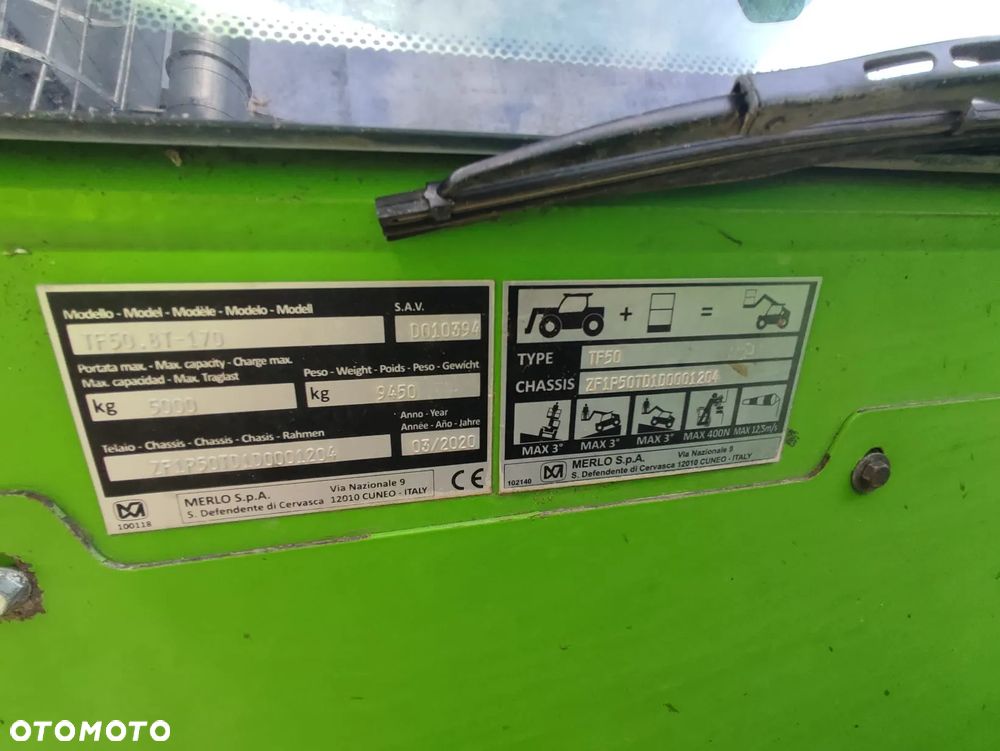 Modello - Model - Modèle - Modelo - Modell
S.A.V.
TF50.8T-170
D010394
Portata max. - Max. capacity - Charge max.
Max. capacidad - Max. Traglast
Peso - Weight - Poids - Peso - Gewicht
kg 5000
kg 9450
Telaio - Chassis - Chassis - Chasis - Rahmen
Anno - Year
Année - Año - Jahre
ZF1P50TD1D0001204
03/2020
100118
MERLO S.p.A.
S. Defendente di Cervasca
Via Nazionale 9
12010 CUNEO - ITALY
CE
+ =
TYPE TF50
CHASSIS ZF1P50TD1D0001204
MAX 3° MAX 3° MAX 3° MAX 400N MAX 12.5m/s
102140
MERLO S.p.A.
S. Defendente di Cervasca
Via Nazionale 9
12010 CUNEO - ITALY
OTOMOTO